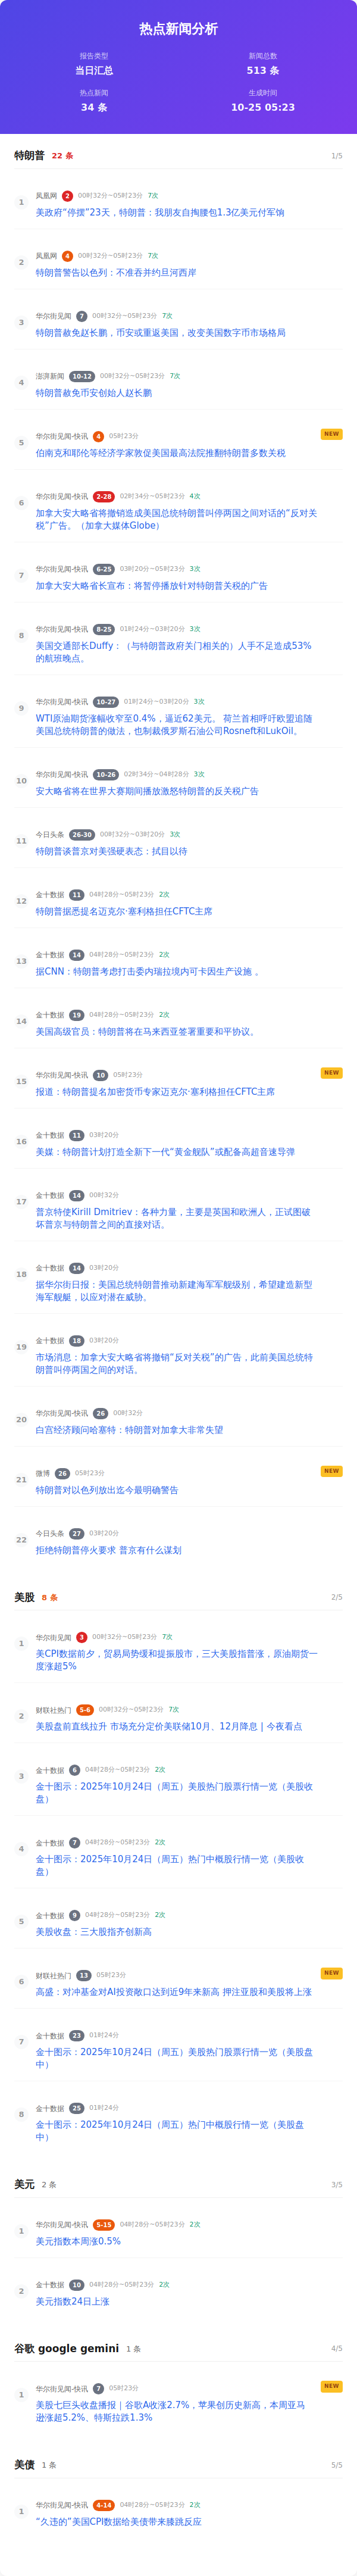 热点新闻分析
报告类型
当日汇总
新闻总数
513 条
热点新闻
34 条
生成时间
10-25 05:23
特朗普 22 条 1/5
1
凤凰网 2 00时32分~05时23分 7次
美政府“停摆”23天，特朗普：我朋友自掏腰包1.3亿美元付军饷
2
凤凰网 4 00时32分~05时23分 7次
特朗普警告以色列：不准吞并约旦河西岸
3
华尔街见闻 7 00时32分~05时23分 7次
特朗普赦免赵长鹏，币安或重返美国，改变美国数字币市场格局
4
澎湃新闻 10-12 00时32分~05时23分 7次
特朗普赦免币安创始人赵长鹏
5
华尔街见闻-快讯 4 05时23分 NEW
伯南克和耶伦等经济学家敦促美国最高法院推翻特朗普多数关税
6
华尔街见闻-快讯 2-28 02时34分~05时23分 4次
加拿大安大略省将撤销造成美国总统特朗普叫停两国之间对话的“反对关
税”广告。（加拿大媒体Globe）
7
华尔街见闻-快讯 6-25 03时20分~05时23分 3次
加拿大安大略省长宣布：将暂停播放针对特朗普关税的广告
8
华尔街见闻-快讯 8-25 01时24分~03时20分 3次
美国交通部长Duffy：（与特朗普政府关门相关的）人手不足造成53%
的航班晚点。
9
华尔街见闻-快讯 10-27 01时24分~03时20分 3次
WTI原油期货涨幅收窄至0.4%，逼近62美元。 荷兰首相呼吁欧盟追随
美国总统特朗普的做法，也制裁俄罗斯石油公司Rosneft和LukOil。
10
华尔街见闻-快讯 10-26 02时34分~04时28分 3次
安大略省将在世界大赛期间播放激怒特朗普的反关税广告
11
今日头条 26-30 00时32分~03时20分 3次
特朗普谈普京对美强硬表态：拭目以待
12
金十数据 11 04时28分~05时23分 2次
特朗普据悉提名迈克尔·塞利格担任CFTC主席
13
金十数据 14 04时28分~05时23分 2次
据CNN：特朗普考虑打击委内瑞拉境内可卡因生产设施 。
14
金十数据 19 04时28分~05时23分 2次
美国高级官员：特朗普将在马来西亚签署重要和平协议。
15
华尔街见闻-快讯 10 05时23分 NEW
报道：特朗普提名加密货币专家迈克尔·塞利格担任CFTC主席
16
金十数据 11 03时20分
美媒：特朗普计划打造全新下一代“黄金舰队”或配备高超音速导弹
17
金十数据 14 00时32分
普京特使Kirill Dmitriev：各种力量，主要是英国和欧洲人，正试图破
坏普京与特朗普之间的直接对话。
18
金十数据 14 03时20分
据华尔街日报：美国总统特朗普推动新建海军军舰级别，希望建造新型
海军舰艇，以应对潜在威胁。
19
金十数据 18 03时20分
市场消息：加拿大安大略省将撤销“反对关税”的广告，此前美国总统特
朗普叫停两国之间的对话。
20
华尔街见闻-快讯 26 00时32分
白宫经济顾问哈塞特：特朗普对加拿大非常失望
21
微博 26 05时23分 NEW
特朗普对以色列放出迄今最明确警告
22
今日头条 27 03时20分
拒绝特朗普停火要求 普京有什么谋划
美股 8 条 2/5
1
华尔街见闻 3 00时32分~05时23分 7次
美CPI数据前夕，贸易局势缓和提振股市，三大美股指普涨，原油期货一
度涨超5%
2
财联社热门 5-6 00时32分~05时23分 7次
美股盘前直线拉升 市场充分定价美联储10月、12月降息 | 今夜看点
3
金十数据 6 04时28分~05时23分 2次
金十图示：2025年10月24日（周五）美股热门股票行情一览（美股收
盘）
4
金十数据 7 04时28分~05时23分 2次
金十图示：2025年10月24日（周五）热门中概股行情一览（美股收
盘）
5
金十数据 9 04时28分~05时23分 2次
美股收盘：三大股指齐创新高
6
财联社热门 13 05时23分 NEW
高盛：对冲基金对AI投资敞口达到近9年来新高 押注亚股和美股将上涨
7
金十数据 23 01时24分
金十图示：2025年10月24日（周五）美股热门股票行情一览（美股盘
中）
8
金十数据 25 01时24分
金十图示：2025年10月24日（周五）热门中概股行情一览（美股盘
中）
美元 2 条 3/5
1
华尔街见闻-快讯 5-15 04时28分~05时23分 2次
美元指数本周涨0.5%
2
金十数据 10 04时28分~05时23分 2次
美元指数24日上涨
谷歌 google gemini 1 条 4/5
1
华尔街见闻-快讯 7 05时23分 NEW
美股七巨头收盘播报｜谷歌A收涨2.7%，苹果创历史新高，本周亚马
逊涨超5.2%、特斯拉跌1.3%
美债 1 条 5/5
1
华尔街见闻-快讯 4-14 04时28分~05时23分 2次
“久违的”美国CPI数据给美债带来膝跳反应